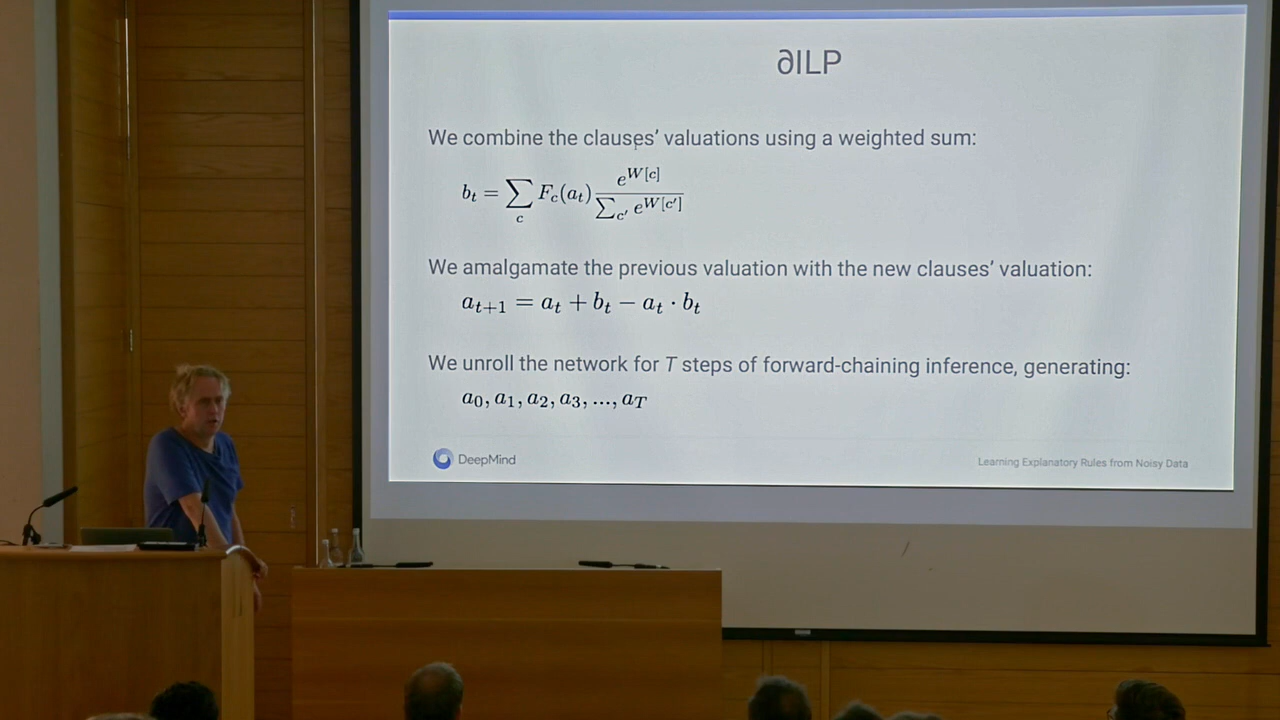 ∂ILP
We combine the clauses' valuations using a weighted sum:
b_t = ∑_c F_c(a_t) e^{W[c]} / ∑_{c'} e^{W[c']}
We amalgamate the previous valuation with the new clauses' valuation:
a_{t+1} = a_t + b_t − a_t · b_t
We unroll the network for T steps of forward-chaining inference, generating:
a_0, a_1, a_2, a_3, ..., a_T
DeepMind
Learning Explanatory Rules from Noisy Data